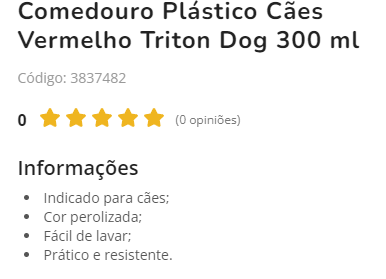 Comedouro Plástico Cães
Vermelho Triton Dog 300 ml
Código: 3837482
0 (0 opiniões)
Informações
Indicado para cães;
Cor perolizada;
Fácil de lavar;
Prático e resistente.